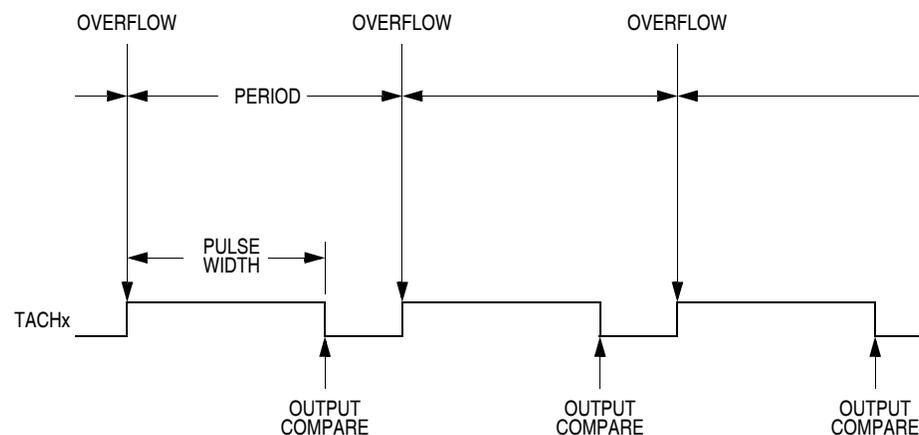 OVERFLOW OVERFLOW OVERFLOW
PERIOD
PULSE
WIDTH
TACHx
OUTPUT
COMPARE
OUTPUT
COMPARE
OUTPUT
COMPARE